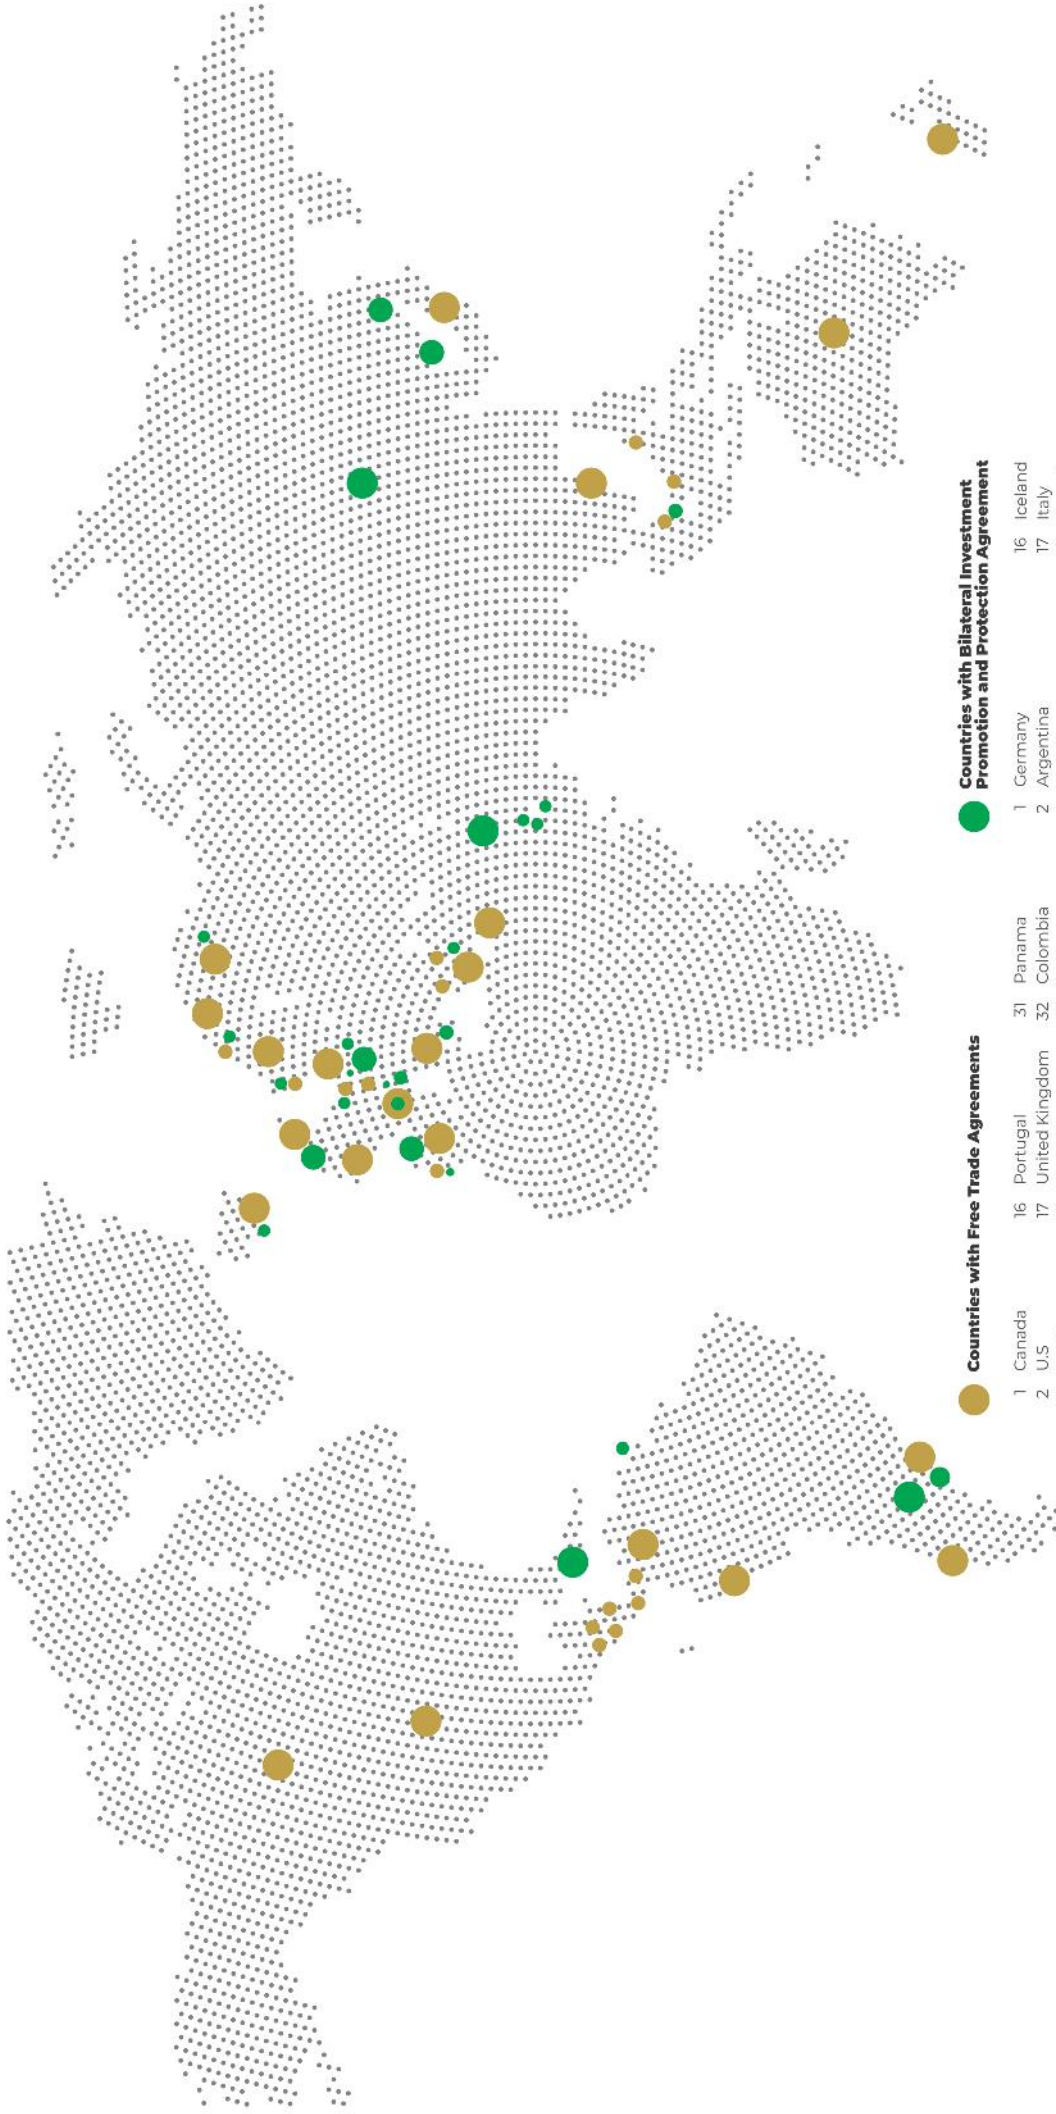 Countries with Free Trade Agreements
1 Canada
2 U.S
16 Portugal
17 United Kingdom
31 Panama
32 Colombia
Countries with Bilateral Investment
Promotion and Protection Agreement
1 Germany
2 Argentina
16 Iceland
17 Italy